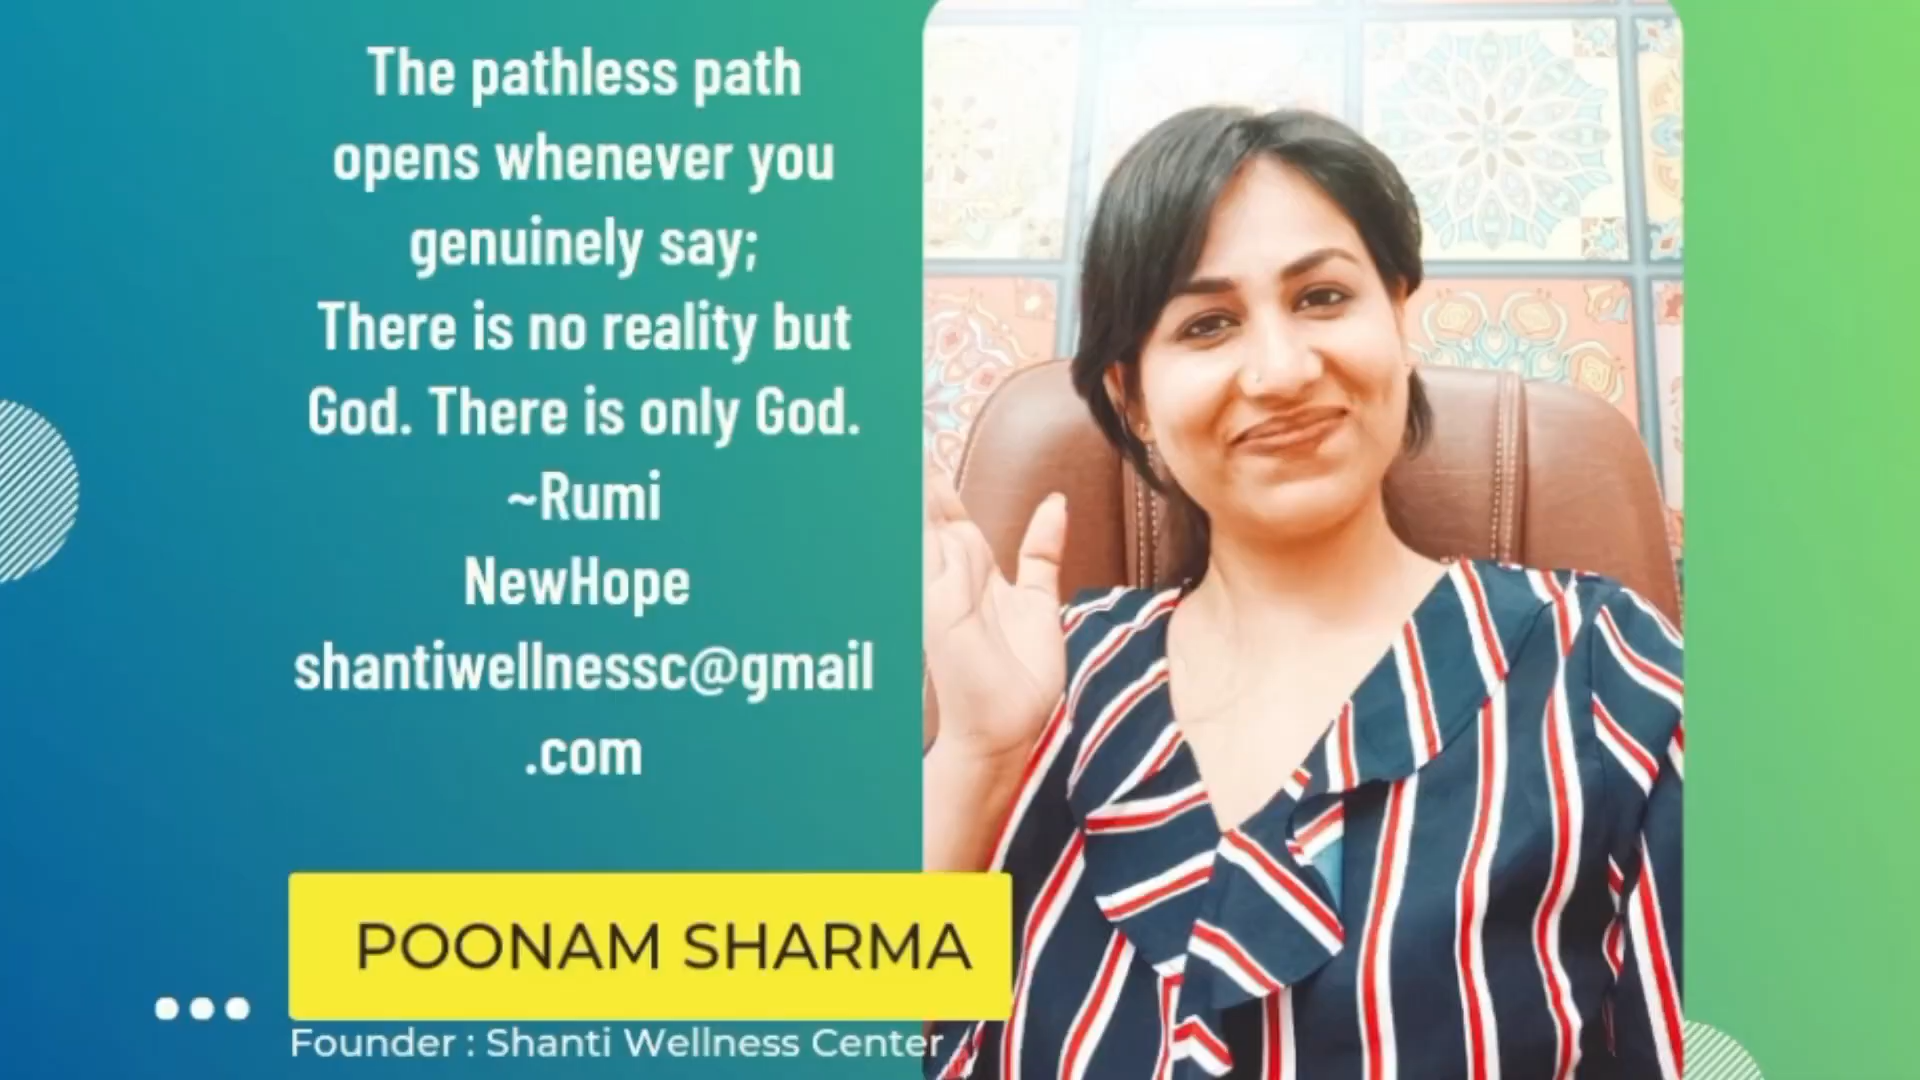 The pathless path
opens whenever you
genuinely say;
There is no reality but
God. There is only God.
~Rumi
NewHope
shantiwellnessc@gmail
.com
POONAM SHARMA
Founder : Shanti Wellness Center